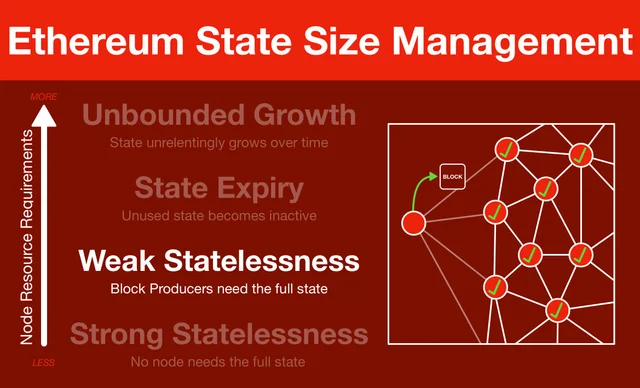 Ethereum State Size Management
MORE
Node Resource Requirements
LESS
Unbounded Growth
State unrelentingly grows over time
State Expiry
Unused state becomes inactive
Weak Statelessness
Block Producers need the full state
Strong Statelessness
No node needs the full state
BLOCK